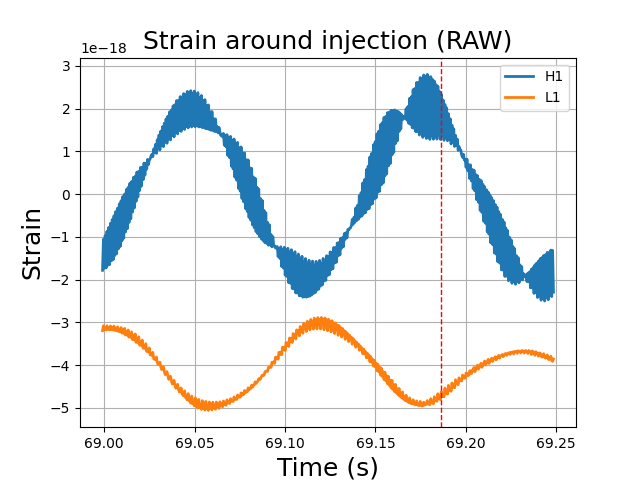 Strain around injection (RAW)
1e−18
H1
L1
3
2
1
0
−1
−2
−3
−4
−5
Strain
69.00 69.05 69.10 69.15 69.20 69.25
Time (s)